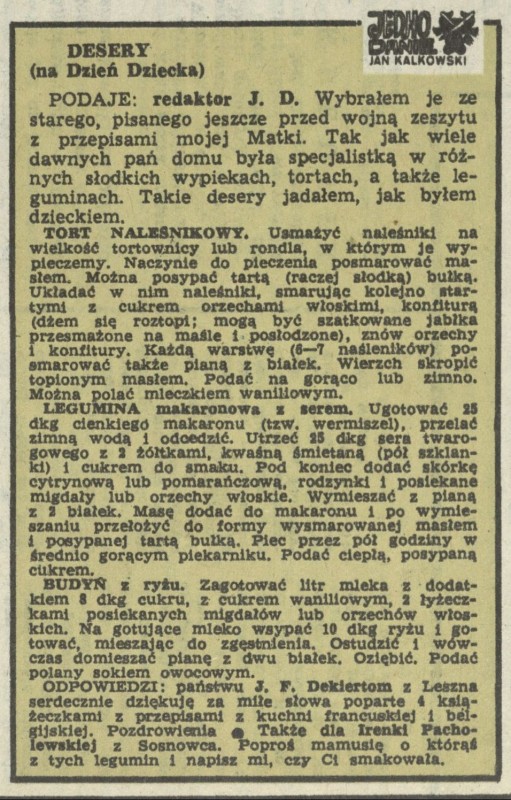 JEDNO
DANIE
JAN KALKOWSKI
DESERY
(na Dzień Dziecka)
PODAJE: redaktor J. D. Wybrałem je ze
starego, pisanego jeszcze przed wojną zeszytu
z przepisami mojej Matki. Tak jak wiele
dawnych pań domu była specjalistką w róż-
nych słodkich wypiekach, tortach, a także le-
guminach. Takie desery jadałem, jak byłem
dzieckiem.
TORT NALEŚNIKOWY. Usmażyć naleśniki na
wielkość tortownicy lub rondla, w którym je wy-
pieczemy. Naczynie do pieczenia posmarować ma-
słem. Można posypać tartą (raczej słodką) bułką.
Układać w nim naleśniki, smarując kolejno star-
tymi z cukrem orzechami włoskimi, konfiturą
(dżem się roztopi; mogą być szatkowane jabłka
przesmażone na maśle i posłodzone), znów orzechy
i konfitury. Każdą warstwę (6—7 naśleników) po-
smarować także pianą z białek. Wierzch skropić
topionym masłem. Podać na gorąco lub zimno.
Można polać mleczkiem waniliowym.
LEGUMINA makaronowa z serem. Ugotować 25
dkg cienkiego makaronu (tzw. wermiszel), przelać
zimną wodą i odcedzić. Utrzeć 25 dkg sera twaro-
gowego z 2 żółtkami, kwaśną śmietaną (pół szklan-
ki) i cukrem do smaku. Pod koniec dodać skórkę
cytrynową lub pomarańczową, rodzynki i posiekane
migdały lub orzechy włoskie. Wymieszać z pianą
z 2 białek. Masę dodać do makaronu i po wymie-
szaniu przełożyć do formy wysmarowanej masłem
i posypanej tartą bułką. Piec przez pół godziny w
średnio gorącym piekarniku. Podać ciepłą, posypaną
cukrem.
BUDYŃ z ryżu. Zagotować litr mleka z dodat-
kiem 8 dkg cukru, z cukrem waniliowym, 2 łyżecz-
kami posiekanych migdałów lub orzechów włos-
kich. Na gotujące mleko wsypać 10 dkg ryżu i go-
tować, mieszając do zgęstnienia. Ostudzić i wów-
czas domieszać pianę z dwu białek. Oziębić. Podać
polany sokiem owocowym.
ODPOWIEDZI: państwu J. F. Dekiertom z Leszna
serdecznie dziękuję za miłe słowa poparte 4 ksią-
żeczkami z przepisami z kuchni francuskiej i bel-
gijskiej. Pozdrowienia ● Także dla Irenki Pacho-
lewskiej z Sosnowca. Poproś mamusię o którąś
z tych legumin i napisz mi, czy Ci smakowała.